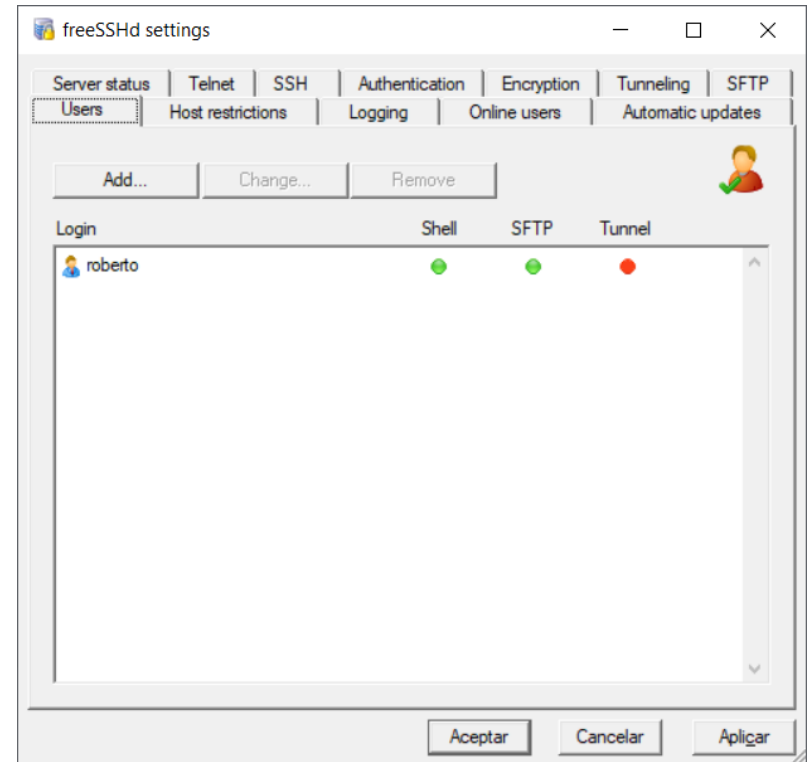 freeSSHd settings
Server status Telnet SSH Authentication Encryption Tunneling SFTP
Users Host restrictions Logging Online users Automatic updates
Add... Change... Remove
Login Shell SFTP Tunnel
roberto
Aceptar Cancelar Aplicar